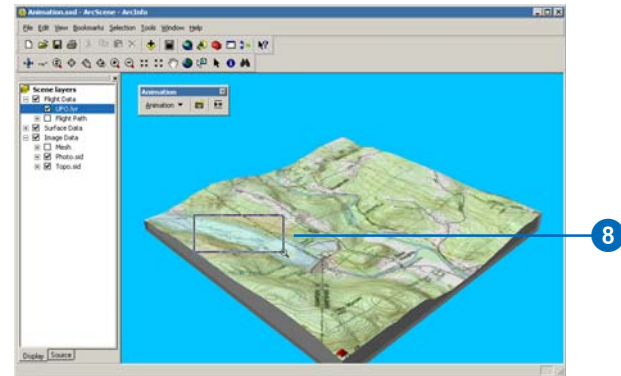 Animation.sxd - ArcScene - ArcInfo
File Edit View Bookmarks Selection Tools Window Help
Scene layers
Flight Data
UFO.lyr
Flight Path
Surface Data
Image Data
Mesh
Photo.sid
Topo.sid
Animation
Animation
8
Display Source